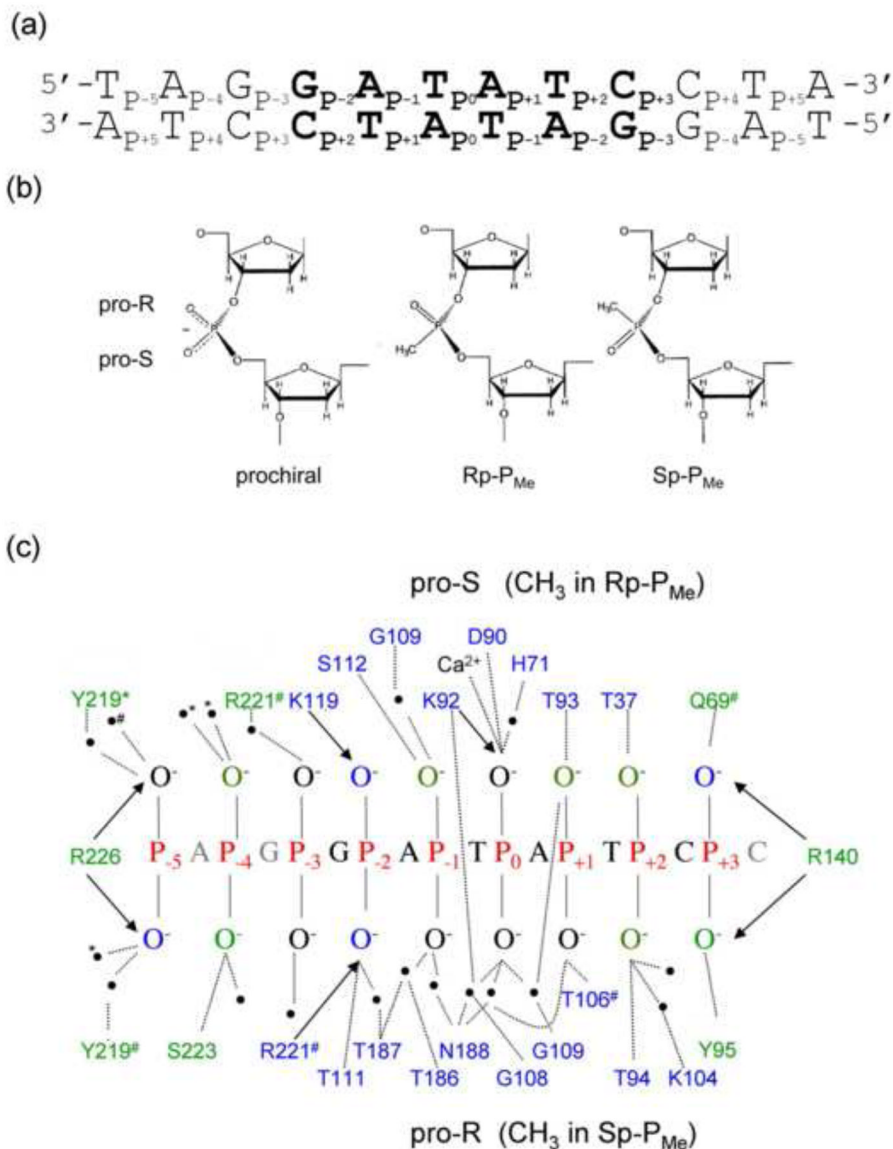 (a)
5'-TP-5AP-4GP-3GP-2AP-1TP0AP+1TP+2CP+3CP+4TP+5A-3'
3'-AP+5TP+4CP+3CP+2TP+1AP0TP-1AP-2GP-3GP-4AP-5T-5'
(b)
O O O
H H H H H H
H H H H H H
pro-R O O O H3C O
- P P P
pro-S O O H3C O O O
O O O
H H H H H H
H H H H H H
O O O
prochiral Rp-PMe Sp-PMe
(c)
pro-S (CH3 in Rp-PMe)
G109 D90
S112 Ca2+ H71
Y219* R221# K119 K92 T93 T37 Q69#
# * *
O- O- O- O- O- O- O- O- O-
R226 P-5 A P-4 G P-3 G P-2 A P-1 T P0 A P+1 T P+2 C P+3 C R140
O- O- O- O- O- O- O- O- O-
*
T106#
Y219# S223 R221# T187 N188 G109 Y95
T111 T186 G108 T94 K104
pro-R (CH3 in Sp-PMe)